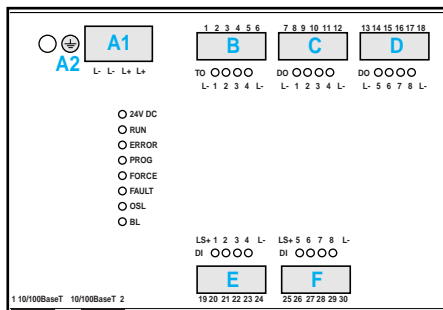 1 2 3 4 5 6 7 8 9 10 11 12 13 14 15 16 17 18
A1 B C D
A2
L- L- L+ L+
TO DO DO
L- 1 2 3 4 L- L- 1 2 3 4 L- L- 5 6 7 8 L-
24V DC
RUN
ERROR
PROG
FORCE
FAULT
OSL
BL
LS+ 1 2 3 4 L- LS+ 5 6 7 8 L-
DI DI
E F
1 10/100BaseT 10/100BaseT 2 19 20 21 22 23 24 25 26 27 28 29 30